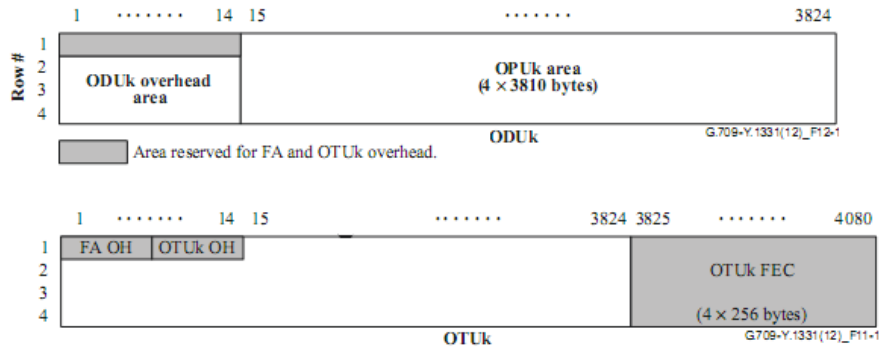 1 ······· 14 15 ······· 3824
Row #
1
2
3
4
ODUk overhead
area
OPUk area
(4 × 3810 bytes)
ODUk
G.709-Y.1331(12)_F12-1
Area reserved for FA and OTUk overhead.
1 ······· 14 15 ······· 3824 3825 ······· 4080
1
2
3
4
FA OH OTUk OH
OTUk FEC
(4 × 256 bytes)
OTUk
G.709-Y.1331(12)_F11-1